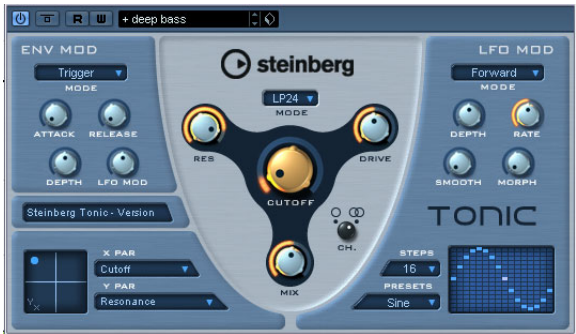 R W + deep bass
ENV MOD
Trigger
MODE
ATTACK RELEASE
DEPTH LFO MOD
Steinberg Tonic - Version
steinberg
LP24
MODE
RES
DRIVE
CUTOFF
CH.
MIX
LFO MOD
Forward
MODE
DEPTH RATE
SMOOTH MORPH
TONIC
X PAR
Cutoff
Y PAR
Resonance
Y X
STEPS
16
PRESETS
Sine